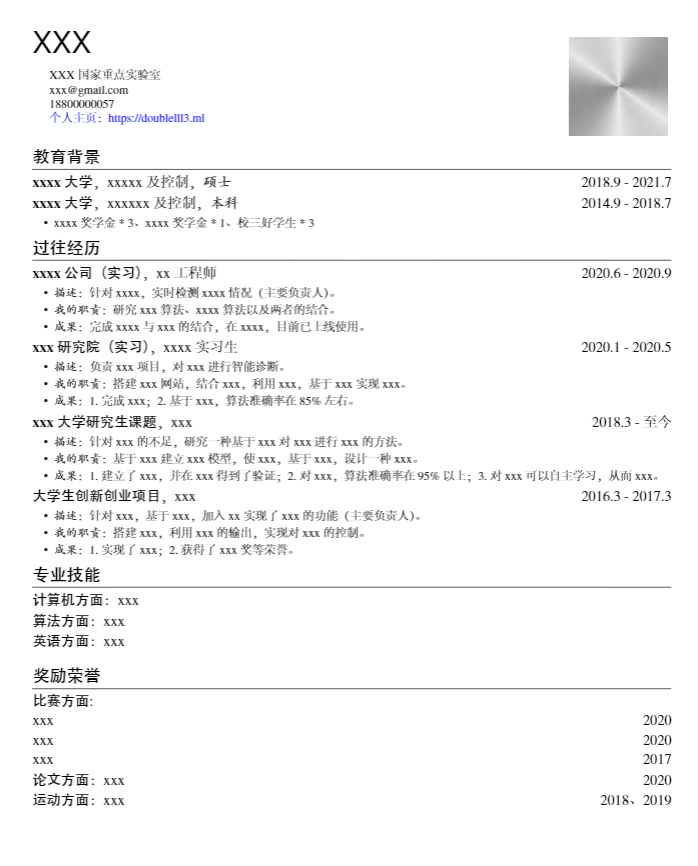 XXX
XXX 国家重点实验室
xxx@gmail.com
18800000057
个人主页：https://doublelll3.ml
教育背景
xxxx 大学，xxxxx 及控制，硕士 2018.9 - 2021.7
xxxx 大学，xxxxxx 及控制，本科 2014.9 - 2018.7
• xxxx 奖学金 * 3、xxxx 奖学金 * 1、校三好学生 * 3
过往经历
xxxx 公司（实习），xx 工程师 2020.6 - 2020.9
• 描述：针对 xxxx，实时检测 xxxx 情况（主要负责人）。
• 我的职责：研究 xxx 算法、xxxx 算法以及两者的结合。
• 成果：完成 xxxx 与 xxx 的结合，在 xxxx，目前已上线使用。
xxx 研究院（实习），xxxx 实习生 2020.1 - 2020.5
• 描述：负责 xxx 项目，对 xxx 进行智能诊断。
• 我的职责：搭建 xxx 网站，结合 xxx，利用 xxx，基于 xxx 实现 xxx。
• 成果：1. 完成 xxx；2. 基于 xxx，算法准确率在 85% 左右。
xxx 大学研究生课题，xxx 2018.3 - 至今
• 描述：针对 xxx 的不足，研究一种基于 xxx 对 xxx 进行 xxx 的方法。
• 我的职责：基于 xxx 建立 xxx 模型，使 xxx，基于 xxx，设计一种 xxx。
• 成果：1. 建立了 xxx，并在 xxx 得到了验证；2. 对 xxx，算法准确率在 95% 以上；3. 对 xxx 可以自主学习，从而 xxx。
大学生创新创业项目，xxx 2016.3 - 2017.3
• 描述：针对 xxx，基于 xxx，加入 xx 实现了 xxx 的功能（主要负责人）。
• 我的职责：搭建 xxx，利用 xxx 的输出，实现对 xxx 的控制。
• 成果：1. 实现了 xxx；2. 获得了 xxx 奖等荣誉。
专业技能
计算机方面：xxx
算法方面：xxx
英语方面：xxx
奖励荣誉
比赛方面:
xxx 2020
xxx 2020
xxx 2017
论文方面：xxx 2020
运动方面：xxx 2018、2019